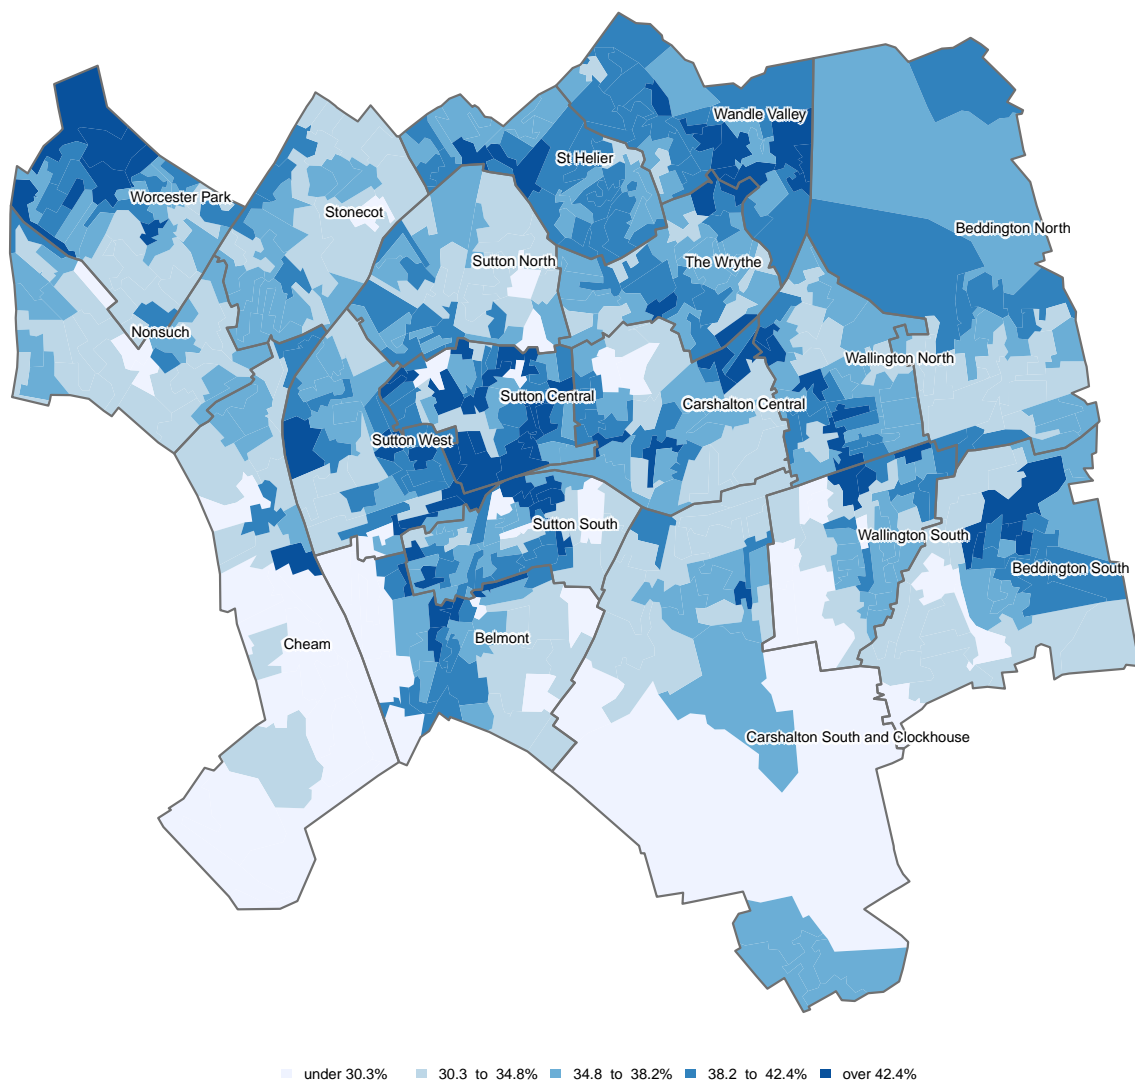 Wandle Valley
St Helier
Worcester Park
Stonecot
Beddington North
Sutton North
The Wrythe
Nonsuch
Wallington North
Sutton Central
Carshalton Central
Sutton West
Sutton South
Wallington South
Beddington South
Cheam
Belmont
Carshalton South and Clockhouse
under 30.3% 30.3 to 34.8% 34.8 to 38.2% 38.2 to 42.4% over 42.4%